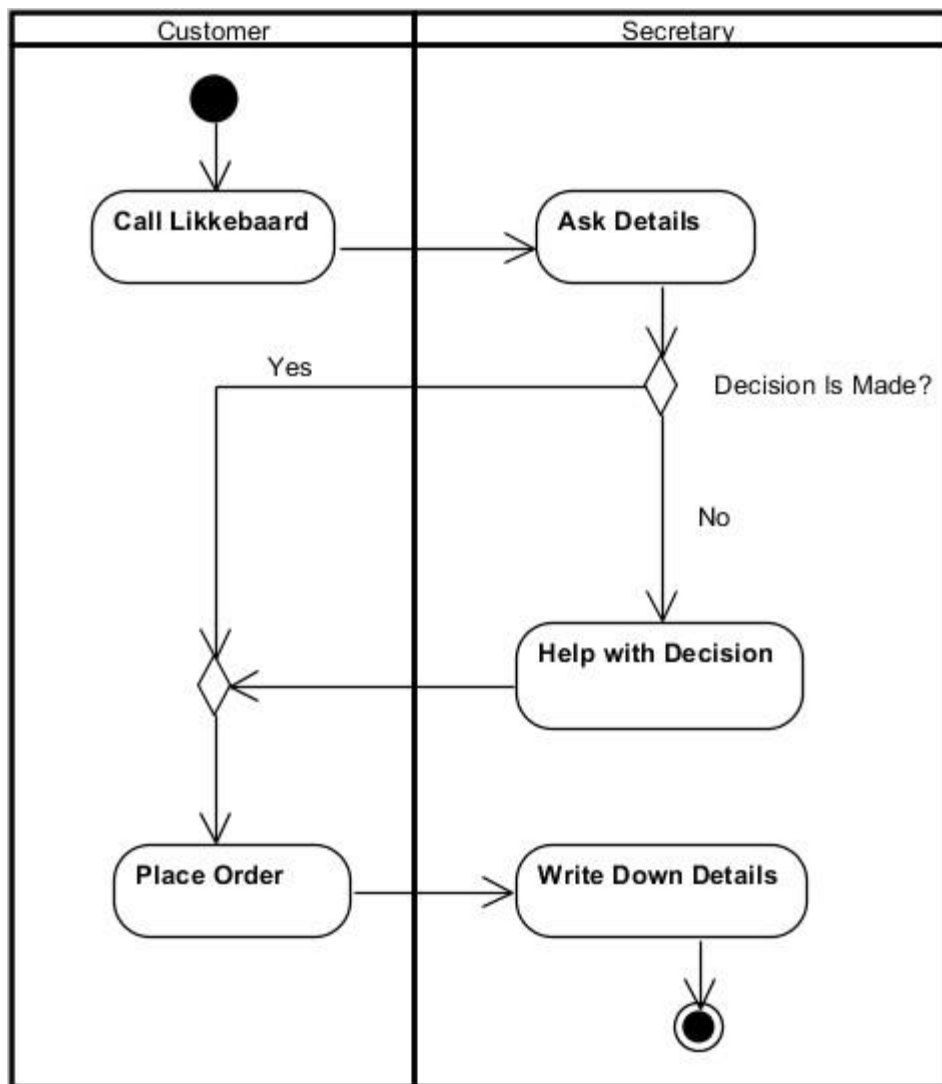 Customer
Secretary
Call Likkebaard
Ask Details
Yes
Decision Is Made?
No
Help with Decision
Place Order
Write Down Details